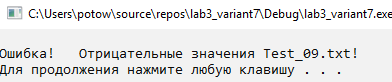 C:\Users\potow\source\repos\lab3_variant7\Debug\lab3_variant7.exe
Ошибка!   Отрицательные значения Test_09.txt!
Для продолжения нажмите любую клавишу . . .